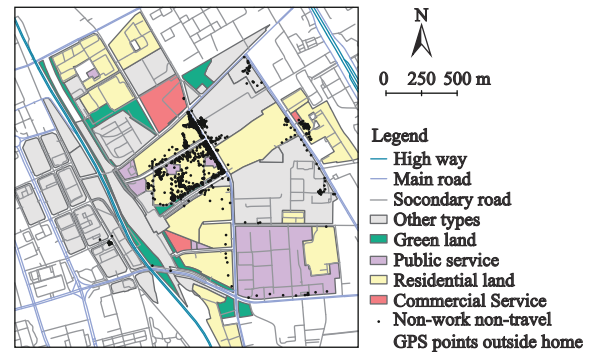 N
0 250 500 m
Legend
High way
Main road
Socondary road
Other types
Green land
Public service
Residential land
Commercial Service
Non-work non-travel
GPS points outside home